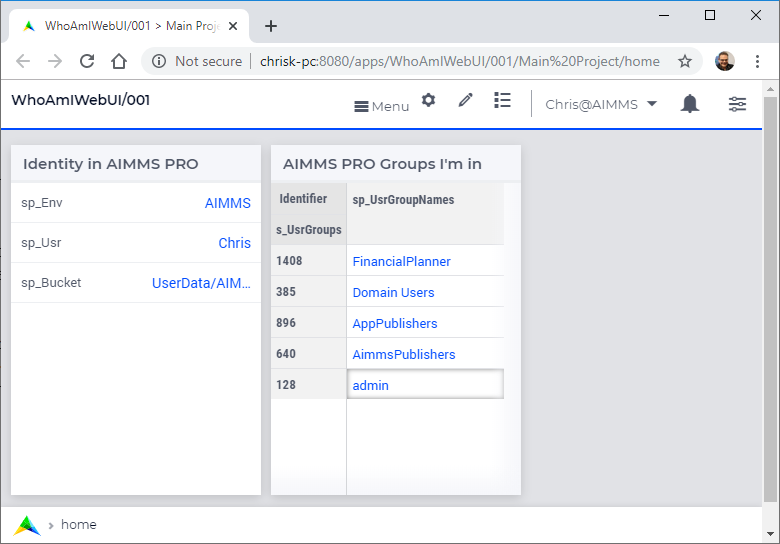 WhoAmIWebUI/001 > Main Proje
Not secure | chrisk-pc:8080/apps/WhoAmIWebUI/001/Main%20Project/home
WhoAmIWebUI/001
Menu
Chris@AIMMS
Identity in AIMMS PRO
sp_Env AIMMS
sp_Usr Chris
sp_Bucket UserData/AIM...
AIMMS PRO Groups I'm in
Identifier sp_UsrGroupNames
s_UsrGroups
1408 FinancialPlanner
385 Domain Users
896 AppPublishers
640 AimmsPublishers
128 admin
home